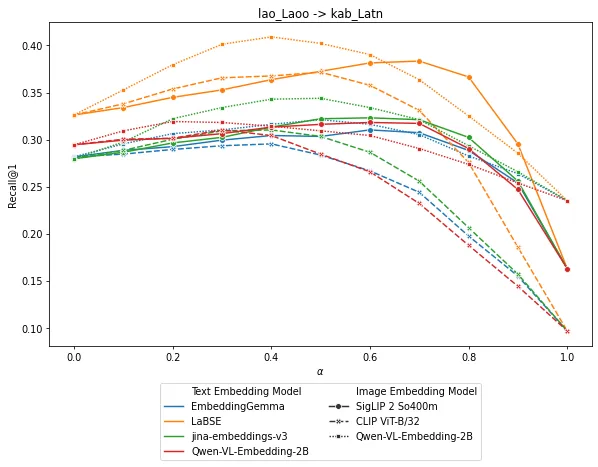 lao_Laoo -> kab_Latn
Recall@1
0.40
0.35
0.30
0.25
0.20
0.15
0.10
0.0
0.2
0.4
0.6
0.8
1.0
α
Text Embedding Model
EmbeddingGemma
LaBSE
jina-embeddings-v3
Qwen-VL-Embedding-2B
Image Embedding Model
SigLIP 2 So400m
CLIP ViT-B/32
Qwen-VL-Embedding-2B